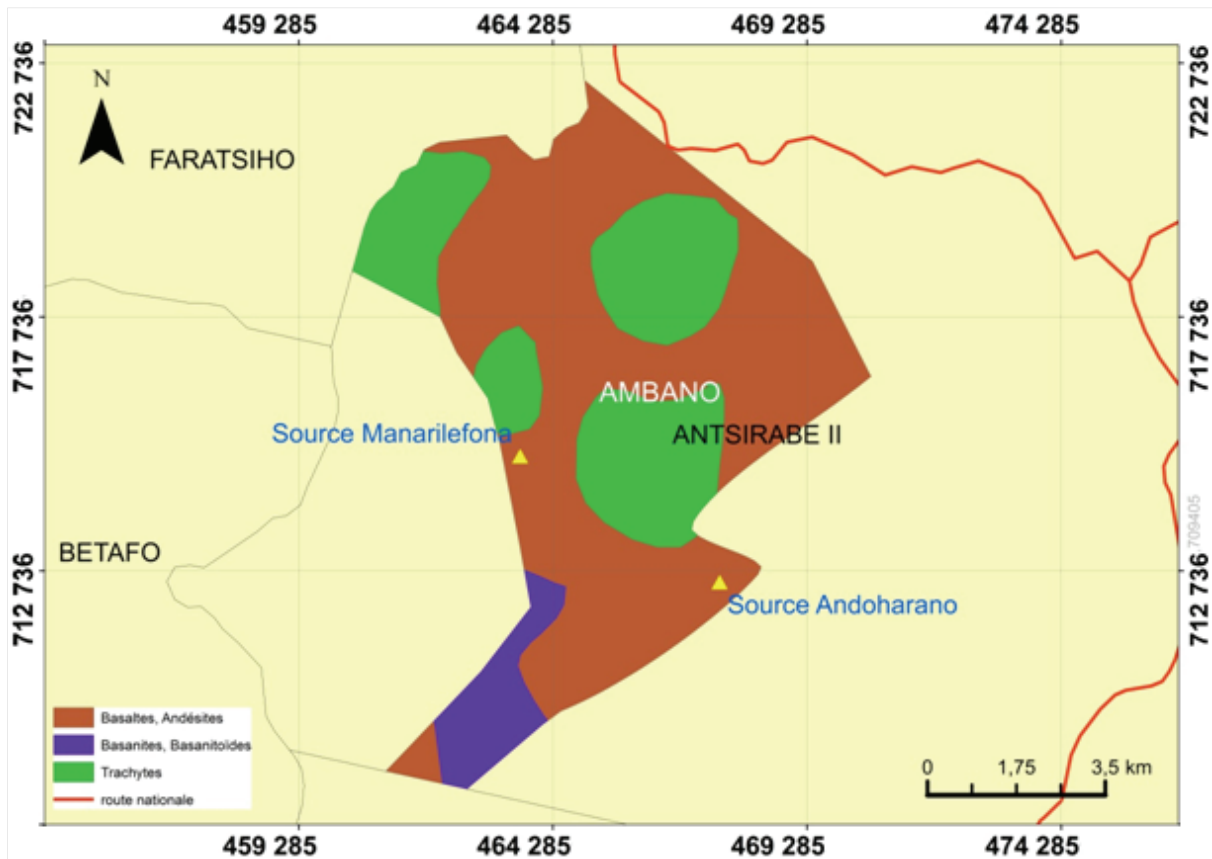 459 285 464 285 469 285 474 285
722 736
717 736
712 736
N
FARATSIHO
AMBANO
Source Manarilefona
ANTSIRABE II
BETAFO
Source Andoharano
Basaltes, Andésites
Basanites, Basanitoïdes
Trachytes
route nationale
0 1,75 3,5 km
722 736
717 736
709405
712 736
459 285 464 285 469 285 474 285